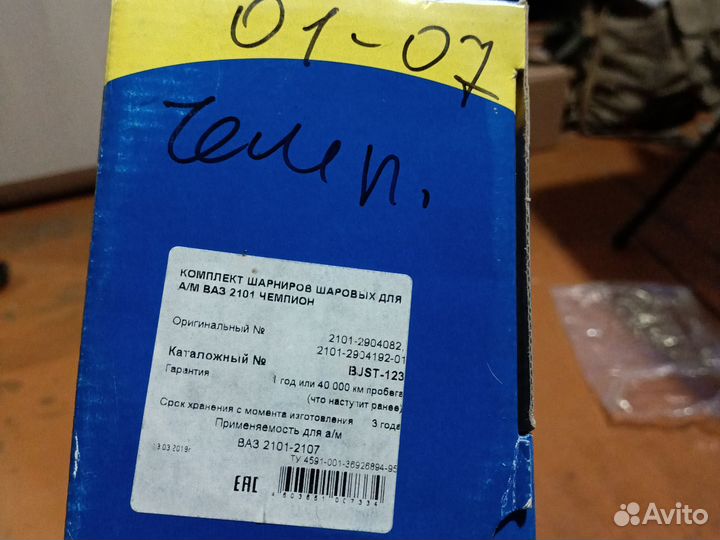 01-07
Чемп.
КОМПЛЕКТ ШАРНИРОВ ШАРОВЫХ ДЛЯ
А/М ВАЗ 2101 ЧЕМПИОН
Оригинальный № 2101-2904082,
2101-2904192-01
Каталожный № BJST-123
Гарантия 1 год или 40 000 км пробега
(что наступит ранее)
Срок хранения с момента изготовления 3 года
Применяемость для а/м
ВАЗ 2101-2107
ТУ 4591-001-36926894-95
EAC
Avito